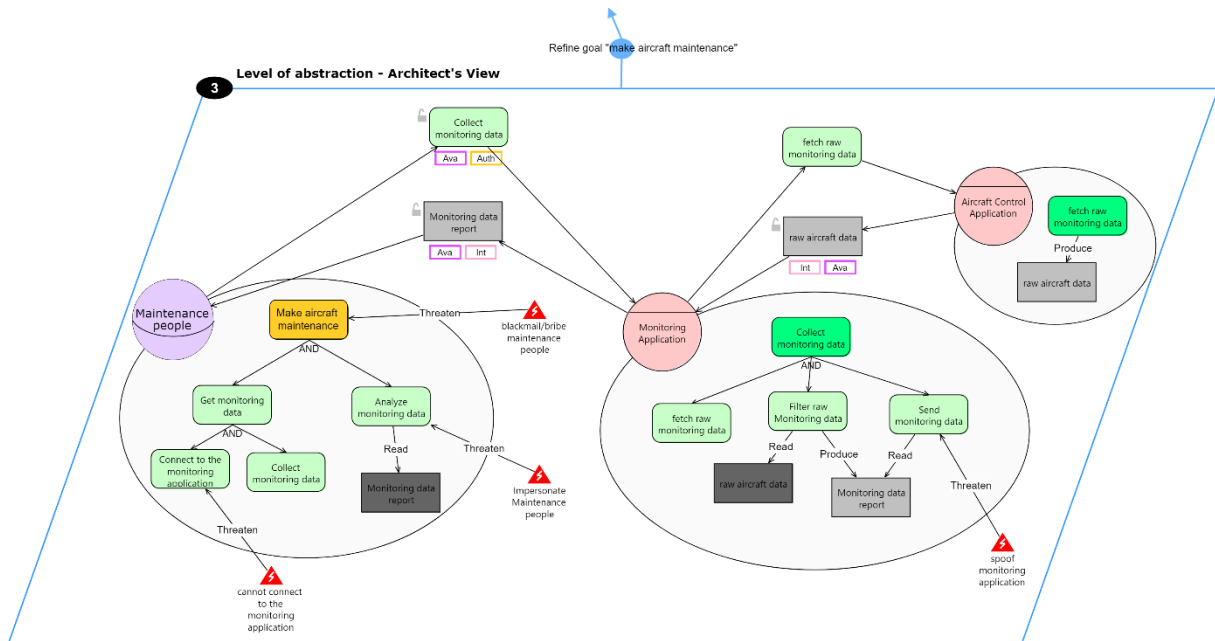 Refine goal "make aircraft maintenance"
Level of abstraction - Architect's View
3
Collect
monitoring data
Ava
Auth
fetch raw
monitoring data
Monitoring data
report
Ava
Int
raw aircraft data
Int
Ava
Aircraft Control
Application
fetch raw
monitoring data
Produce
raw aircraft data
Maintenance
people
Make aircraft
maintenance
AND
Threaten
blackmail/bribe
maintenance
people
Get monitoring
data
AND
Analyze
monitoring data
Read
Threaten
Connect to the
monitoring
application
Collect
monitoring data
Monitoring data
report
Impersonate
Maintenance
people
Threaten
cannot connect
to the
monitoring
application
Monitoring
Application
Collect
monitoring data
AND
fetch raw
monitoring data
Filter raw
Monitoring data
Send
monitoring data
Read
Produce
Read
raw aircraft data
Monitoring data
report
Threaten
spoof
monitoring
application